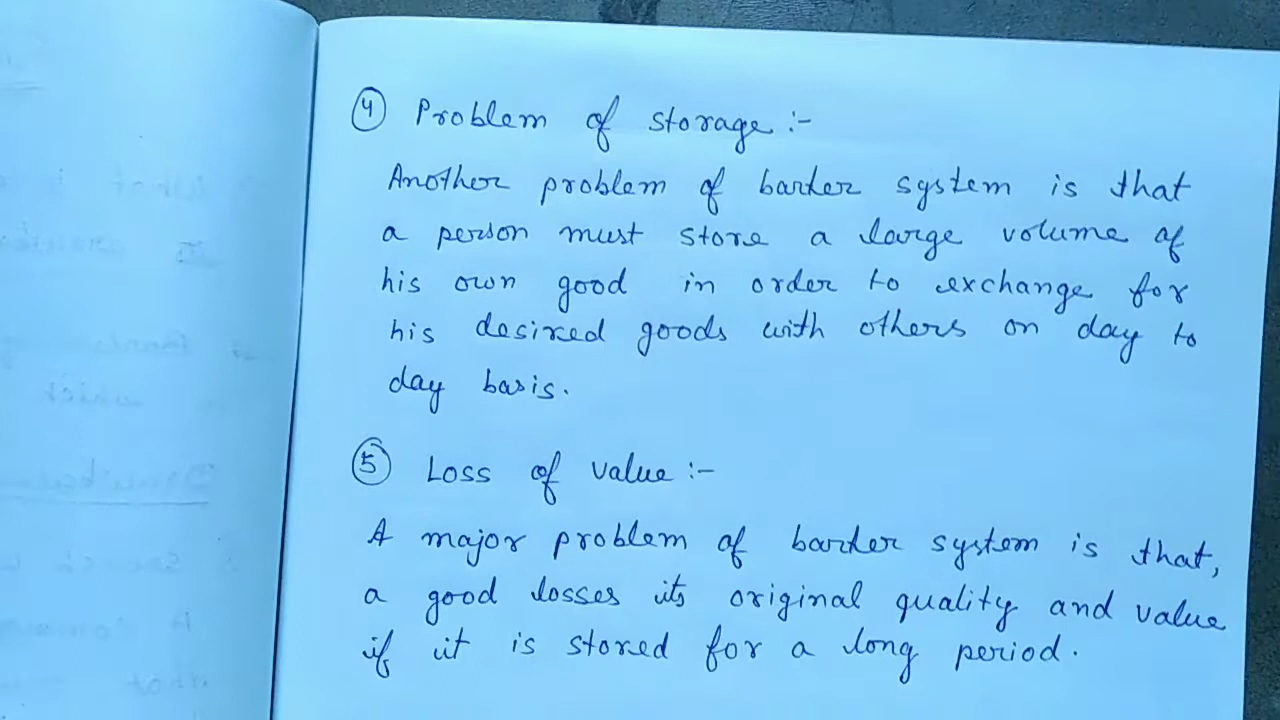 ④ Problem of storage :-
Another problem of barter system is that
a person must store a large volume of
his own good in order to exchange for
his desired goods with others on day to
day basis.
⑤ Loss of value :-
A major problem of barter system is that,
a good losses its original quality and value
if it is stored for a long period.